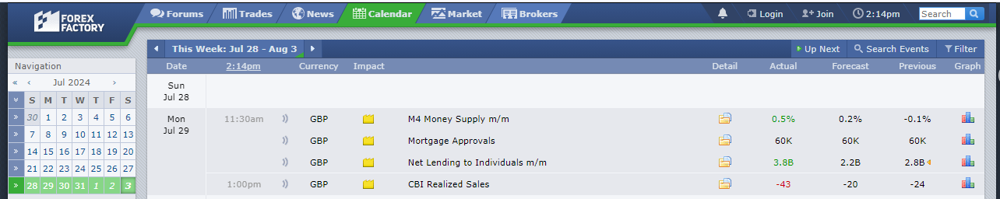 FOREX
FACTORY
Forums Trades News Calendar Market Brokers Login Join 2:14pm Search
This Week: Jul 28 - Aug 3 Up Next Search Events Filter
Date 2:14pm Currency Impact Detail Actual Forecast Previous Graph
Sun
Jul 28
Mon
Jul 29
11:30am GBP M4 Money Supply m/m 0.5% 0.2% -0.1%
GBP Mortgage Approvals 60K 60K 60K
GBP Net Lending to Individuals m/m 3.8B 2.2B 2.8B
1:00pm GBP CBI Realized Sales -43 -20 -24
Navigation
« ‹ Jul 2024 ›
S M T W T F S
30 1 2 3 4 5 6
7 8 9 10 11 12 13
14 15 16 17 18 19 20
21 22 23 24 25 26 27
28 29 30 31 1 2 3